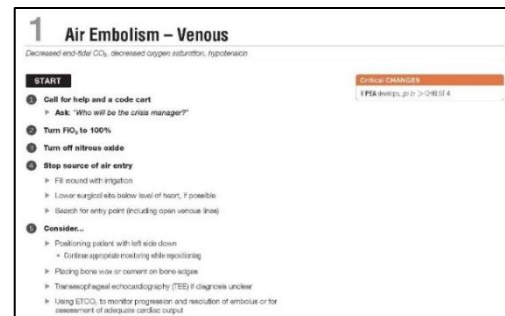 1 Air Embolism – Venous
Decreased end-tidal CO₂, decreased oxygen saturation, hypotension
START
1 Call for help and a code cart
▶ Ask: "Who will be the crisis manager?"
2 Turn FiO₂ to 100%
3 Turn off nitrous oxide
4 Stop source of air entry
▶ Fill wound with irrigation
▶ Lower surgical site below level of heart, if possible
▶ Search for entry point (including open venous lines)
5 Consider...
▶ Positioning patient with left side down
• Continue appropriate monitoring while repositioning
▶ Placing bone wax or cement on bone edges
▶ Transesophageal echocardiography (TEE) if diagnosis unclear
▶ Using ETCO₂ to monitor progression and resolution of embolus or for
assessment of adequate cardiac output
Critical CHANGES
If PEA develops, go to ▷ CHKLST 4